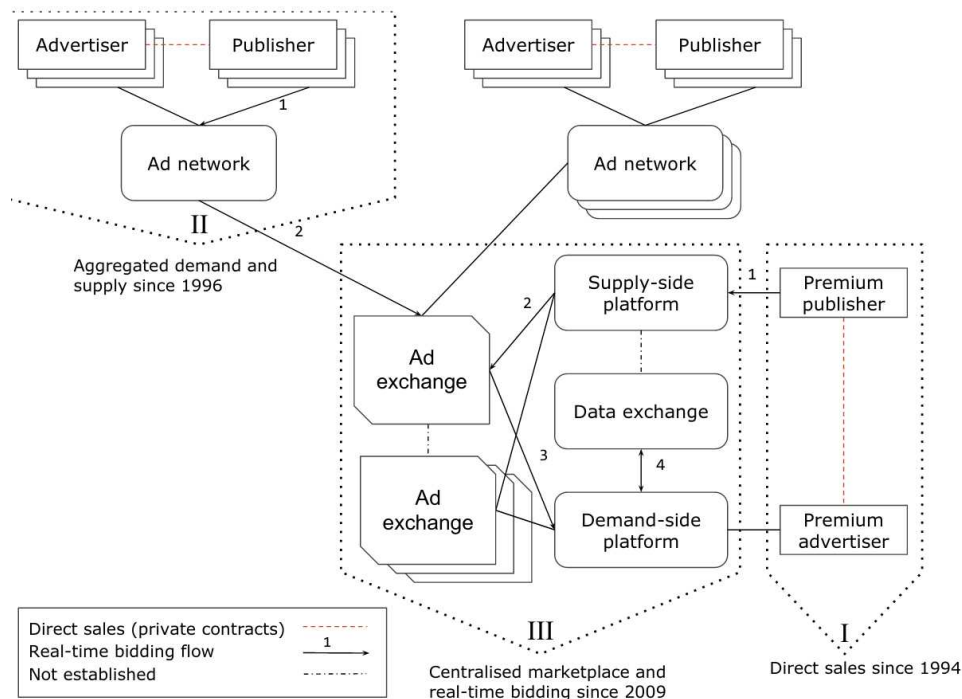 Advertiser
Publisher
Advertiser
Publisher
1
Ad network
Ad network
II
2
Aggregated demand and
supply since 1996
Supply-side
platform
1
Premium
publisher
2
Ad
exchange
Data exchange
3
4
Ad
exchange
Demand-side
platform
Premium
advertiser
Direct sales (private contracts)
Real-time bidding flow
1
Not established
III
Centralised marketplace and
real-time bidding since 2009
I
Direct sales since 1994